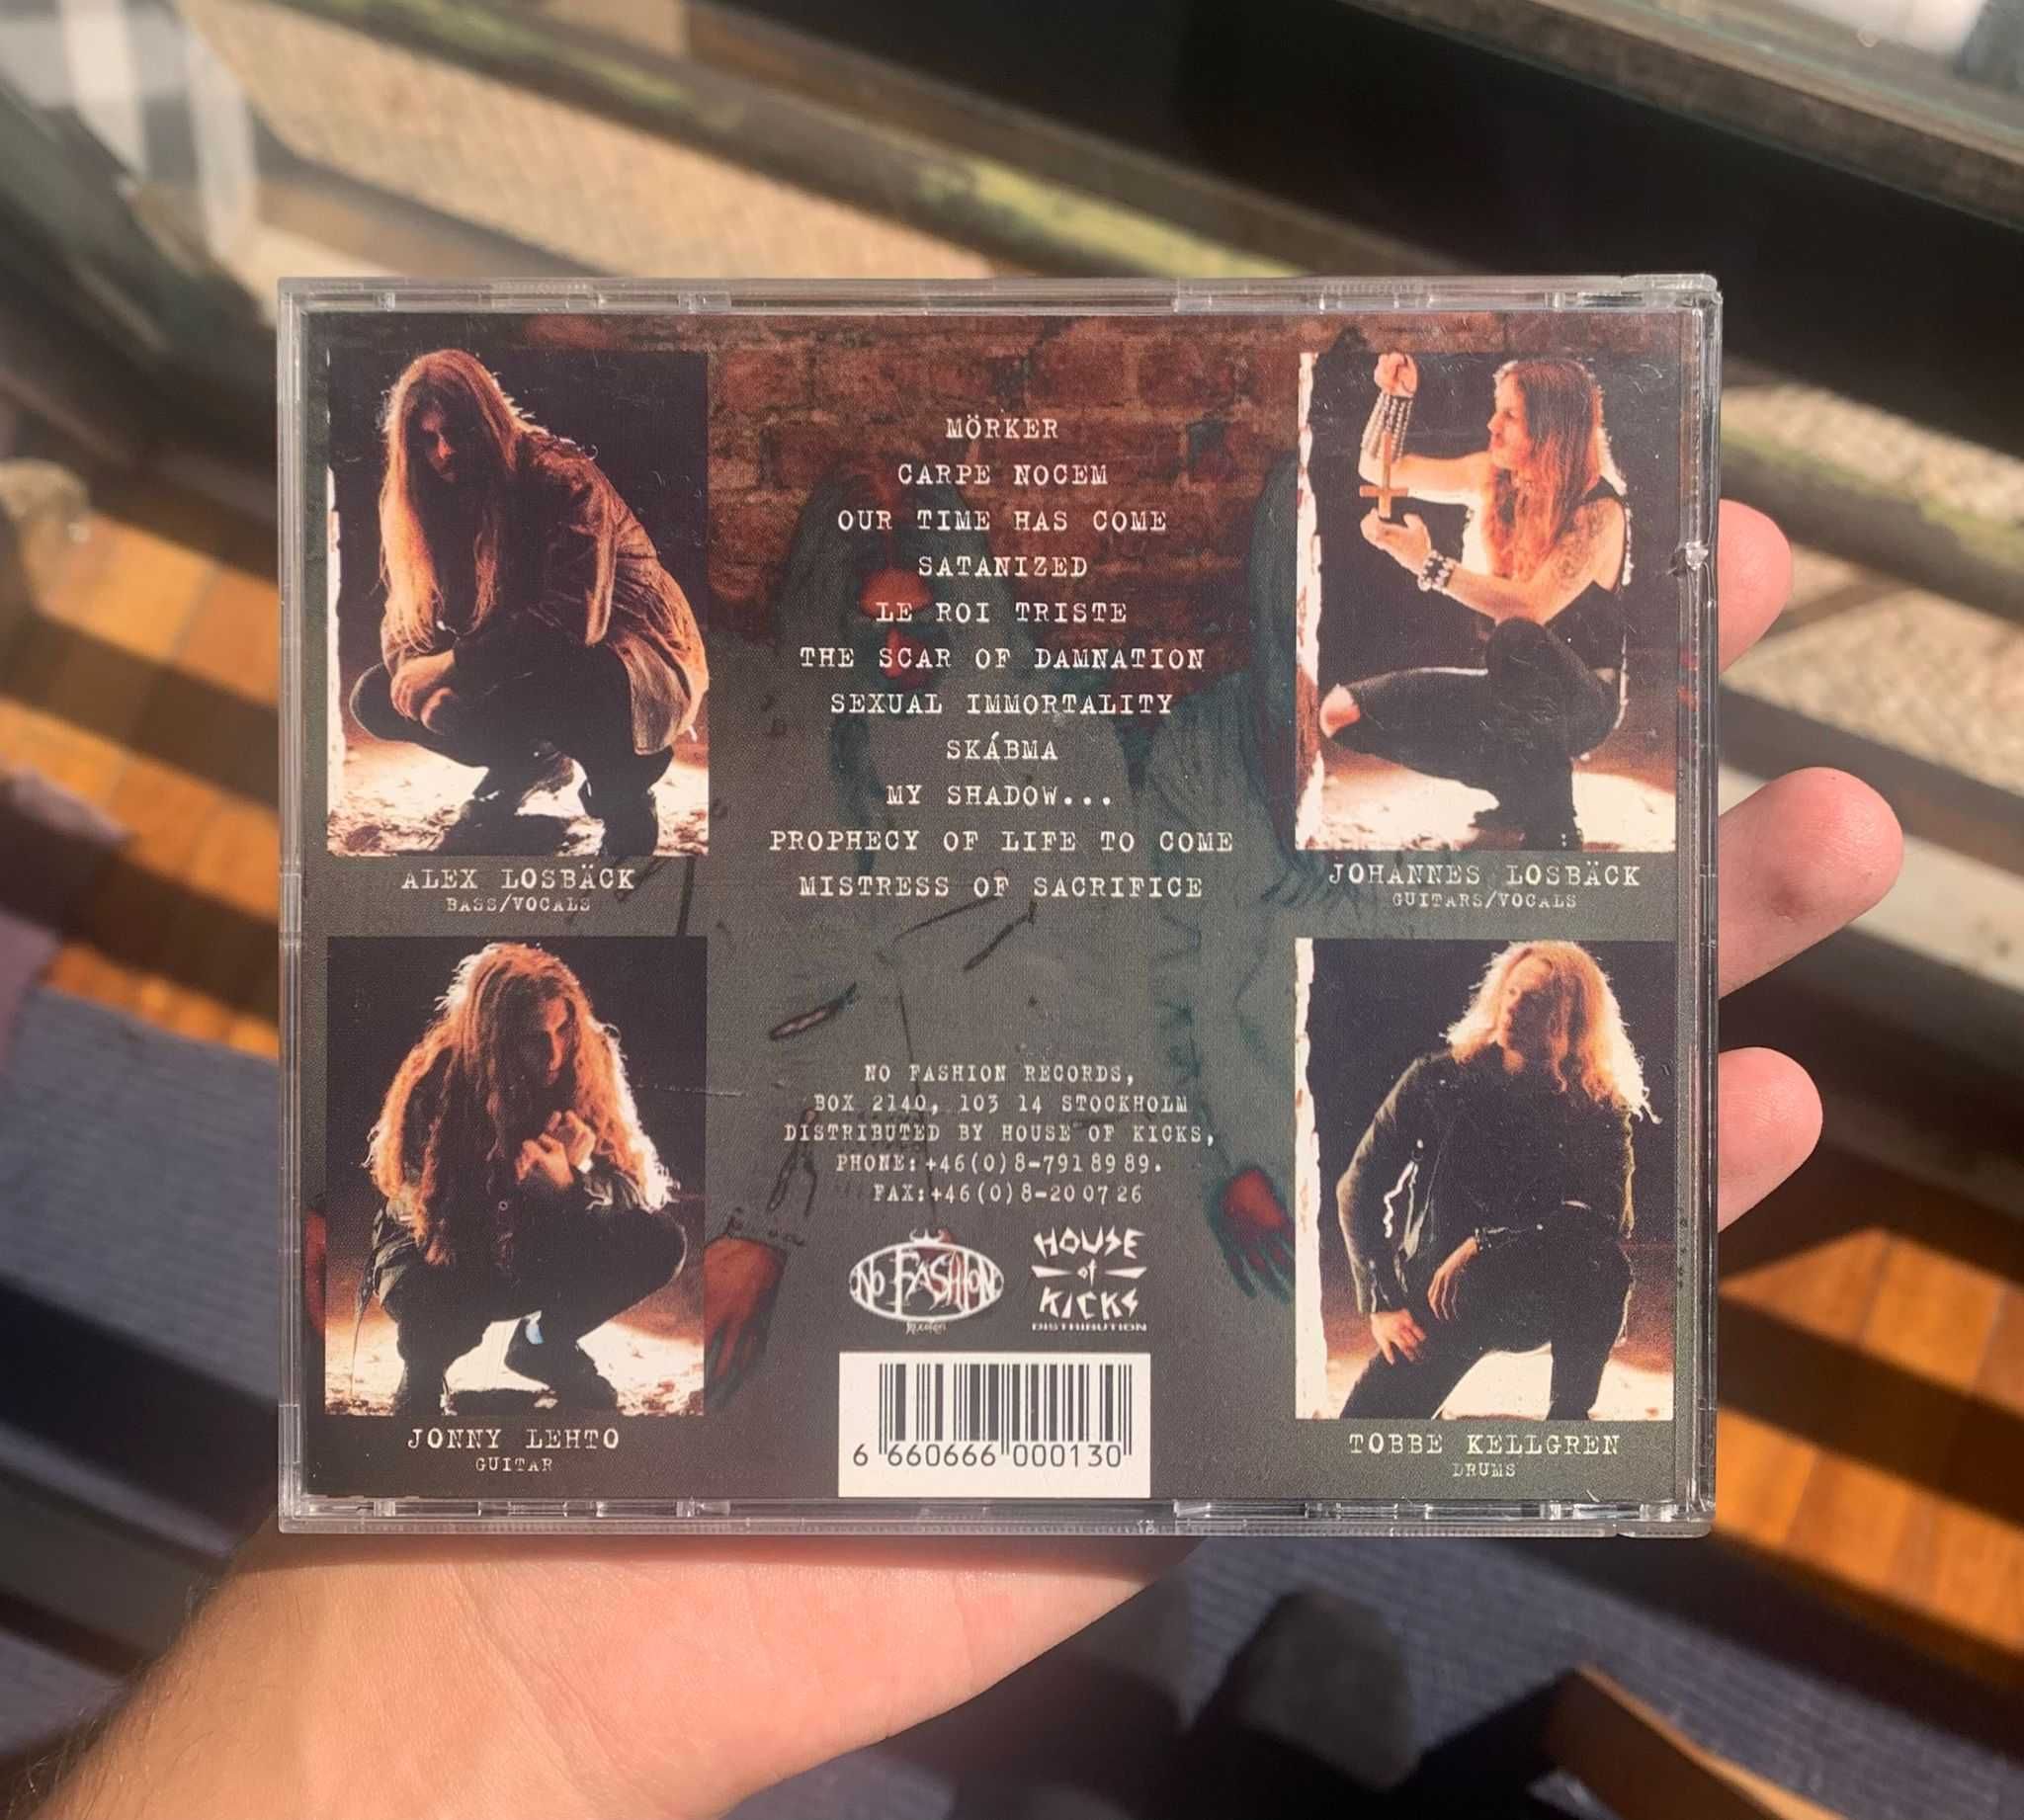 MÖRKER
CARPE NOCEM
OUR TIME HAS COME
SATANIZED
LE ROI TRISTE
THE SCAR OF DAMNATION
SEXUAL IMMORTALITY
SKÁBMA
MY SHADOW...
PROPHECY OF LIFE TO COME
MISTRESS OF SACRIFICE
ALEX LOSBÄCK
BASS/VOCALS
JOHANNES LOSBÄCK
GUITARS/VOCALS
JONNY LEHTO
GUITAR
TOBBE KELLGREN
DRUMS
NO FASHION RECORDS,
BOX 2140, 103 14 STOCKHOLM
DISTRIBUTED BY HOUSE OF KICKS,
PHONE:+46(0)8-791 89 89.
FAX:+46(0)8-20 07 26
NO FASHION
Records
HOUSE
of
KICKS
DISTRIBUTION
6 660666 000130